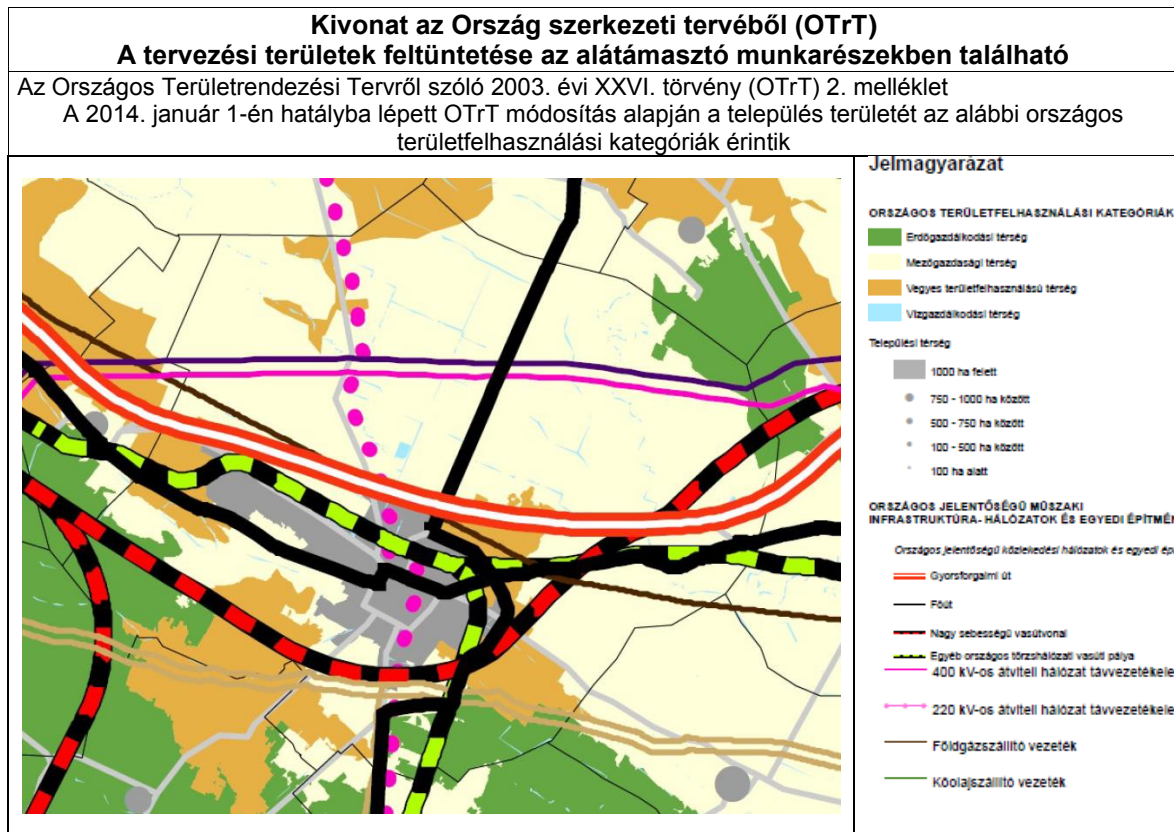 Kivonat az Ország szerkezeti tervéből (OTrT)
A tervezési területek feltüntetése az alátámasztó munkarészekben található
Az Országos Területrendezési Tervről szóló 2003. évi XXVI. törvény (OTrT) 2. melléklet
A 2014. január 1-én hatályba lépett OTrT módosítás alapján a település területét az alábbi országos
területfelhasználási kategóriák érintik
Jelmagyarázat
ORSZÁGOS TERÜLETFELHASZNÁLÁSI KATEGÓRIÁK
Erdőgazdálkodási térség
Mezőgazdasági térség
Vegyes területfelhasználású térség
Vízgazdálkodási térség
Települési térség
1000 ha felett
750 - 1000 ha között
500 - 750 ha között
100 - 500 ha között
100 ha alatt
ORSZÁGOS JELENTŐSÉGŰ MŰSZAKI
INFRASTRUKTÚRA- HÁLÓZATOK ÉS EGYEDI ÉPÍTMÉN
Országos jelentőségű közlekedési hálózatok és egyedi ép
Gyorsforgalmi út
Főút
Nagy sebességű vasútvonal
Egyéb országos törzshálózati vasúti pálya
400 kV-os átviteli hálózat távvezetékele
220 kV-os átviteli hálózat távvezetékele
Földgázszállító vezeték
Kőolajszállító vezeték